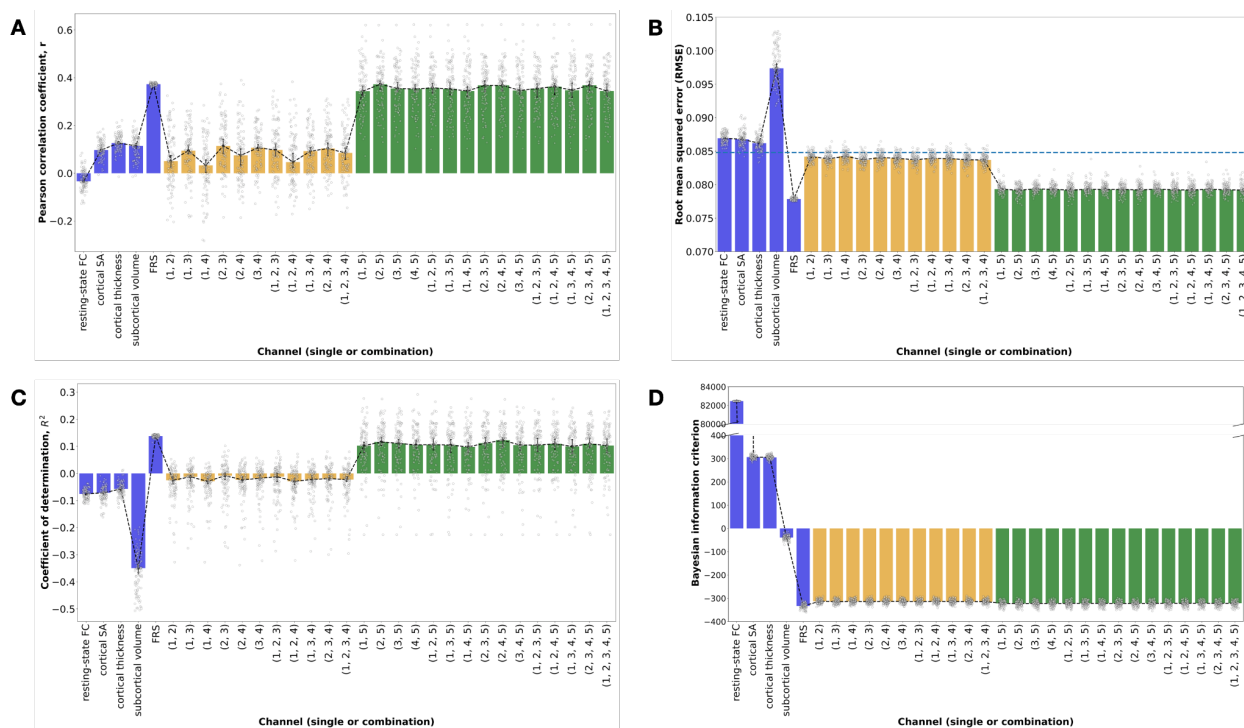 A
Pearson correlation coefficient, r
0.6
0.4
0.2
0.0
−0.2
resting-state FC
cortical SA
cortical thickness
subcortical volume
FRS
(1, 2)
(1, 3)
(1, 4)
(2, 3)
(2, 4)
(3, 4)
(1, 2, 3)
(1, 2, 4)
(1, 3, 4)
(2, 3, 4)
(1, 2, 3, 4)
(1, 5)
(2, 5)
(3, 5)
(4, 5)
(1, 2, 5)
(1, 3, 5)
(1, 4, 5)
(2, 3, 5)
(2, 4, 5)
(3, 4, 5)
(1, 2, 3, 5)
(1, 2, 4, 5)
(1, 3, 4, 5)
(2, 3, 4, 5)
(1, 2, 3, 4, 5)
Channel (single or combination)
B
Root mean squared error (RMSE)
0.105
0.100
0.095
0.090
0.085
0.080
0.075
0.070
resting-state FC
cortical SA
cortical thickness
subcortical volume
FRS
(1, 2)
(1, 3)
(1, 4)
(2, 3)
(2, 4)
(3, 4)
(1, 2, 3)
(1, 2, 4)
(1, 3, 4)
(2, 3, 4)
(1, 2, 3, 4)
(1, 5)
(2, 5)
(3, 5)
(4, 5)
(1, 2, 5)
(1, 3, 5)
(1, 4, 5)
(2, 3, 5)
(2, 4, 5)
(3, 4, 5)
(1, 2, 3, 5)
(1, 2, 4, 5)
(1, 3, 4, 5)
(2, 3, 4, 5)
(1, 2, 3, 4, 5)
Channel (single or combination)
C
Coefficient of determination, R²
0.3
0.2
0.1
0.0
−0.1
−0.2
−0.3
−0.4
−0.5
resting-state FC
cortical SA
cortical thickness
subcortical volume
FRS
(1, 2)
(1, 3)
(1, 4)
(2, 3)
(2, 4)
(3, 4)
(1, 2, 3)
(1, 2, 4)
(1, 3, 4)
(2, 3, 4)
(1, 2, 3, 4)
(1, 5)
(2, 5)
(3, 5)
(4, 5)
(1, 2, 5)
(1, 3, 5)
(1, 4, 5)
(2, 3, 5)
(2, 4, 5)
(3, 4, 5)
(1, 2, 3, 5)
(1, 2, 4, 5)
(1, 3, 4, 5)
(2, 3, 4, 5)
(1, 2, 3, 4, 5)
Channel (single or combination)
D
Bayesian information criterion
84000
82000
80000
400
300
200
100
0
−100
−200
−300
−400
resting-state FC
cortical SA
cortical thickness
subcortical volume
FRS
(1, 2)
(1, 3)
(1, 4)
(2, 3)
(2, 4)
(3, 4)
(1, 2, 3)
(1, 2, 4)
(1, 3, 4)
(2, 3, 4)
(1, 2, 3, 4)
(1, 5)
(2, 5)
(3, 5)
(4, 5)
(1, 2, 5)
(1, 3, 5)
(1, 4, 5)
(2, 3, 5)
(2, 4, 5)
(3, 4, 5)
(1, 2, 3, 5)
(1, 2, 4, 5)
(1, 3, 4, 5)
(2, 3, 4, 5)
(1, 2, 3, 4, 5)
Channel (single or combination)